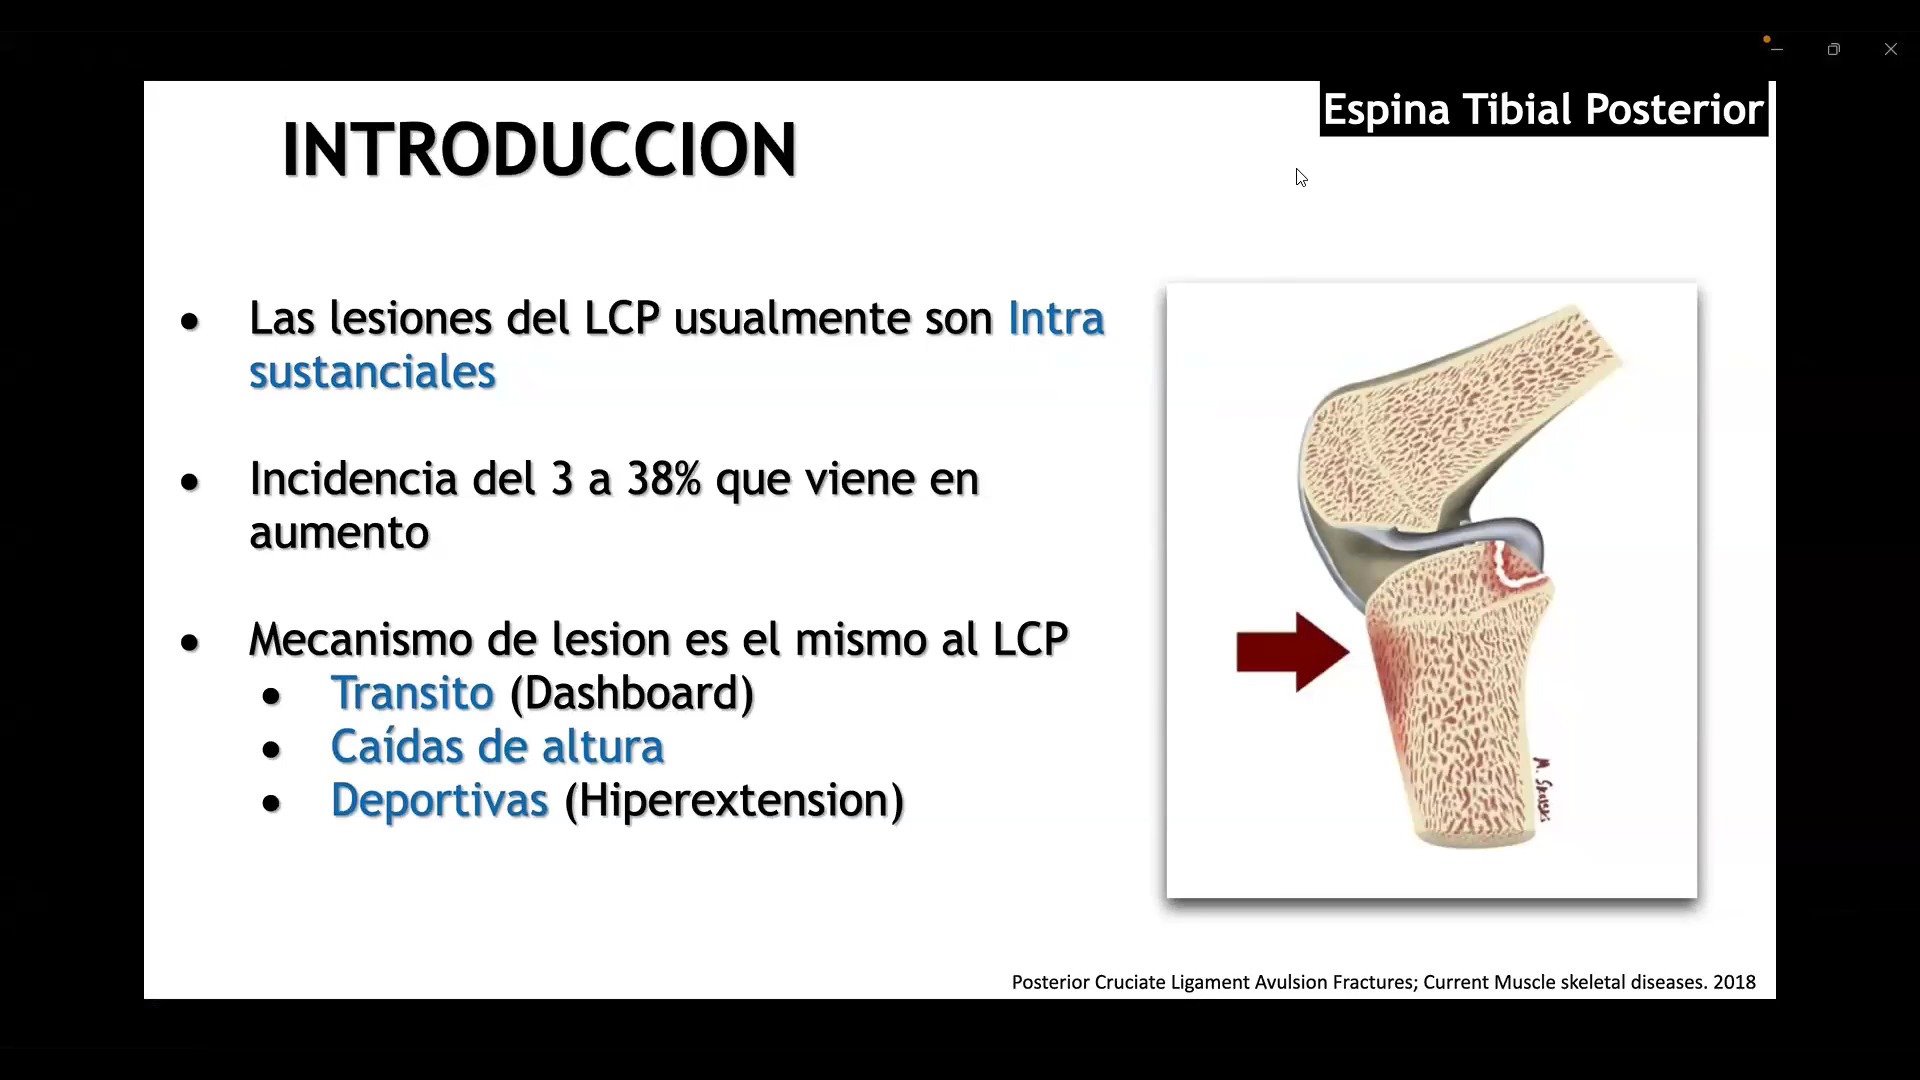 Espina Tibial Posterior
INTRODUCCION
• Las lesiones del LCP usualmente son Intra
sustanciales
• Incidencia del 3 a 38% que viene en
aumento
• Mecanismo de lesion es el mismo al LCP
• Transito (Dashboard)
• Caídas de altura
• Deportivas (Hiperextension)
M. Skalski
Posterior Cruciate Ligament Avulsion Fractures; Current Muscle skeletal diseases. 2018